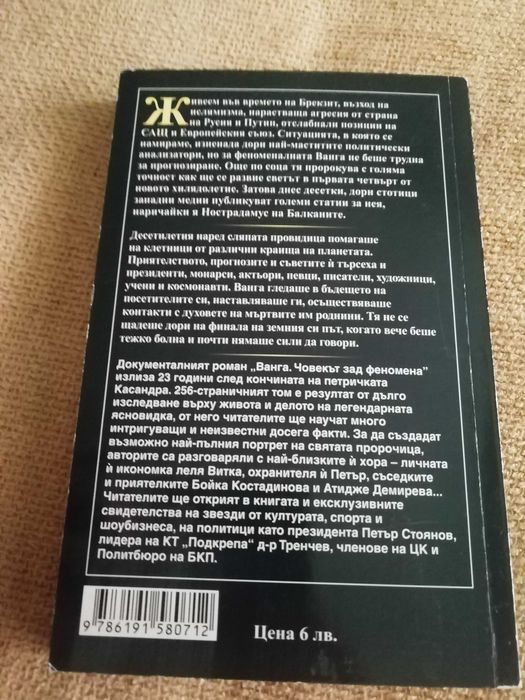 Живеем във времето на Брекзит, възход на
ислямизма, нарастваща агресия от страна
на Русия и Путин, отслабнали позиции на
САЩ и Европейския съюз. Ситуацията, в която се
намираме, изненада дори най-маститите политически
анализатори, но за феноменалната Ванга не беше трудна
за прогнозиране. Още по соца тя пророкува с голяма
точност как ще се развие светът в първата четвърт от
новото хилядолетие. Затова днес десетки, дори стотици
западни медии публикуват големи статии за нея,
наричайки я Нострадамус на Балканите.
Десетилетия наред сляпата провидица помагаше
на клетници от различни краища на планетата.
Приятелството, прогнозите и съветите ѝ търсеха и
президенти, монарси, актьори, певци, писатели, художници,
учени и космонавти. Ванга гледаше в бъдещето на
посетителите си, наставляваше ги, осъществяваше
контакти с духовете на мъртвите им роднини. Тя не се
щадеше дори на финала на земния си път, когато вече беше
тежко болна и почти нямаше сили да говори.
Документалният роман „Ванга. Човекът зад феномена"
излиза 23 години след кончината на петричката
Касандра. 256-страничният том е резултат от дълго
изследване върху живота и делото на легендарната
ясновидка, от него читателите ще научат много
интригуващи и неизвестни досега факти. За да създадат
възможно най-пълния портрет на святата пророчица,
авторите са разговаряли с най-близките ѝ хора – личната
ѝ икономка леля Витка, охранителя ѝ Петър, съседките
и приятелките Бойка Костадинова и Атидже Демирева...
Читателите ще открият в книгата и ексклузивните
свидетелства на звезди от културата, спорта и
шоубизнеса, на политици като президента Петър Стоянов,
лидера на КТ „Подкрепа" д-р Тренчев, членове на ЦК и
Политбюро на БКП.
9 786191 580712
Цена 6 лв.